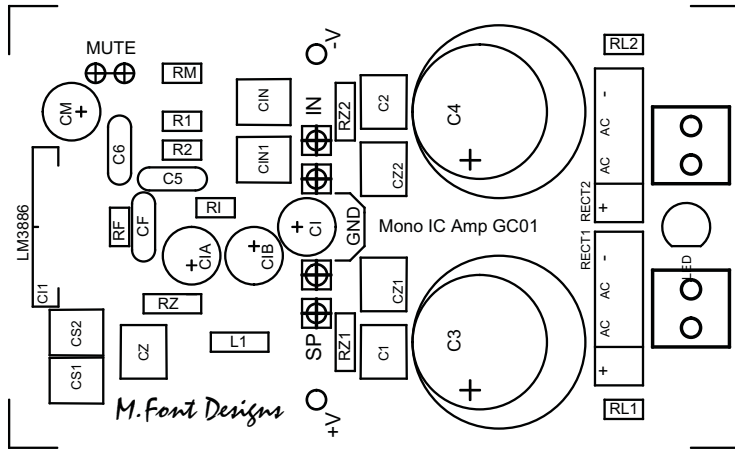 MUTE
-V
RL2
RM
CM
CIN
IN
RZ2
C2
C4
-
R1
C6
R2
CIN1
AC
C5
CZ2
AC
LM3886
RF
CF
RI
CI
GND
Mono IC Amp GC01
+
RECT2
CIA
CIB
RECT1
LED
CI1
RZ
CZ1
-
AC
CS2
CZ
L1
SP
RZ1
C1
C3
AC
CS1
+
M.Font Designs
+V
RL1